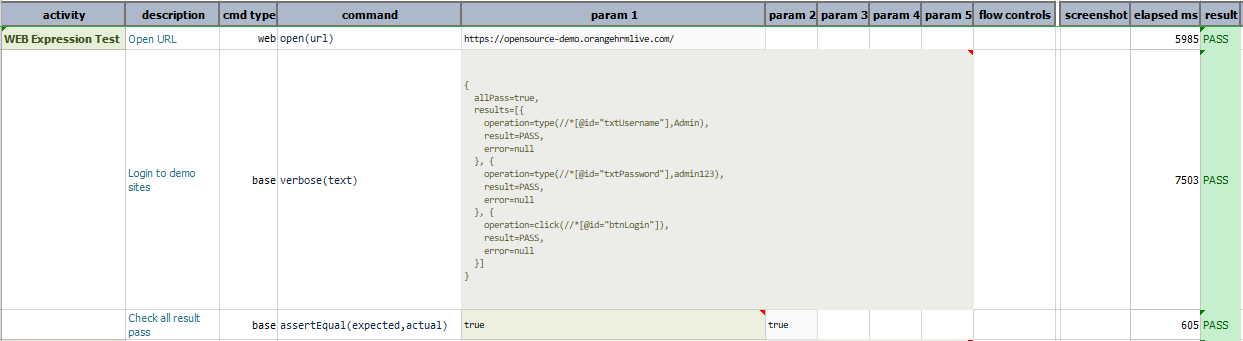 activity description cmd type command param 1 param 2 param 3 param 4 param 5 flow controls screenshot elapsed ms result
WEB Expression Test Open URL web open(url) https://opensource-demo.orangehrmlive.com/ 5985 PASS
{
allPass=true,
results=[{
operation=type(//*[@id="txtUsername"],Admin),
result=PASS,
error=null
}, {
operation=type(//*[@id="txtPassword"],admin123),
result=PASS,
error=null
}, {
operation=click(//*[@id="btnLogin"]),
result=PASS,
error=null
}]
}
Login to demo
sites
base verbose(text) 7503 PASS
Check all result
pass
base assertEqual(expected,actual) true true 605 PASS